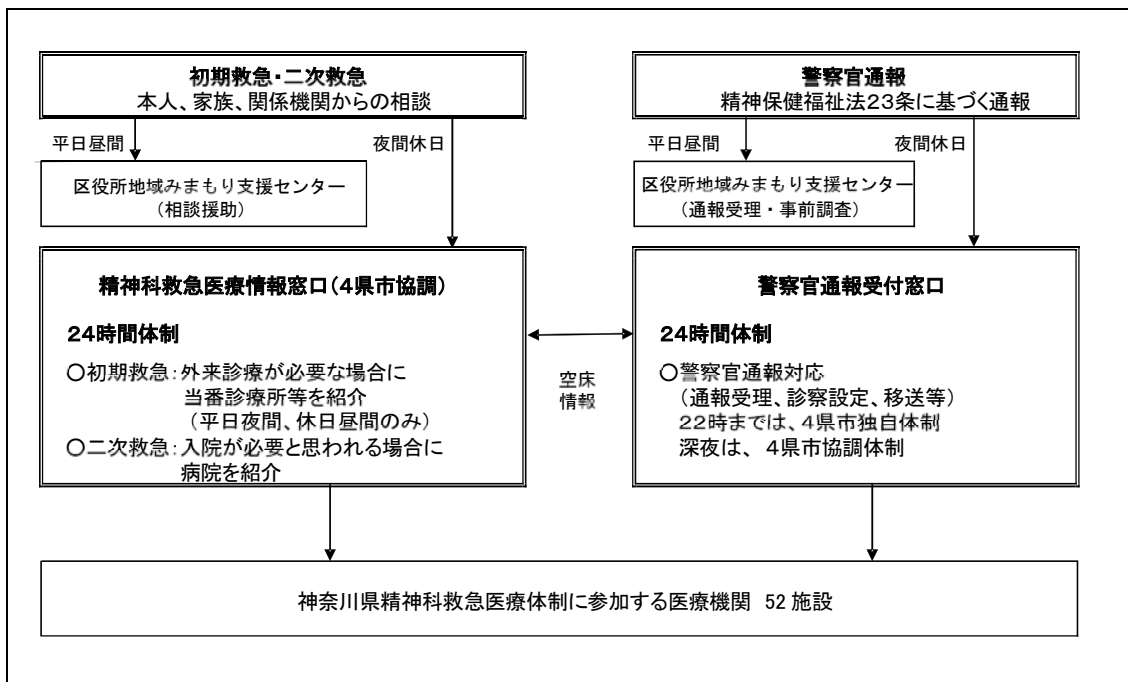 初期救急・二次救急
本人、家族、関係機関からの相談
平日昼間
夜間休日
区役所地域みまもり支援センター
(相談援助)
精神科救急医療情報窓口(4県市協調)
24時間体制
○初期救急:外来診療が必要な場合に
当番診療所等を紹介
(平日夜間、休日昼間のみ)
○二次救急:入院が必要と思われる場合に
病院を紹介
警察官通報
精神保健福祉法23条に基づく通報
平日昼間
夜間休日
区役所地域みまもり支援センター
(通報受理・事前調査)
警察官通報受付窓口
24時間体制
○警察官通報対応
(通報受理、診察設定、移送等)
22時までは、4県市独自体制
深夜は、4県市協調体制
空床
情報
神奈川県精神科救急医療体制に参加する医療機関 52 施設